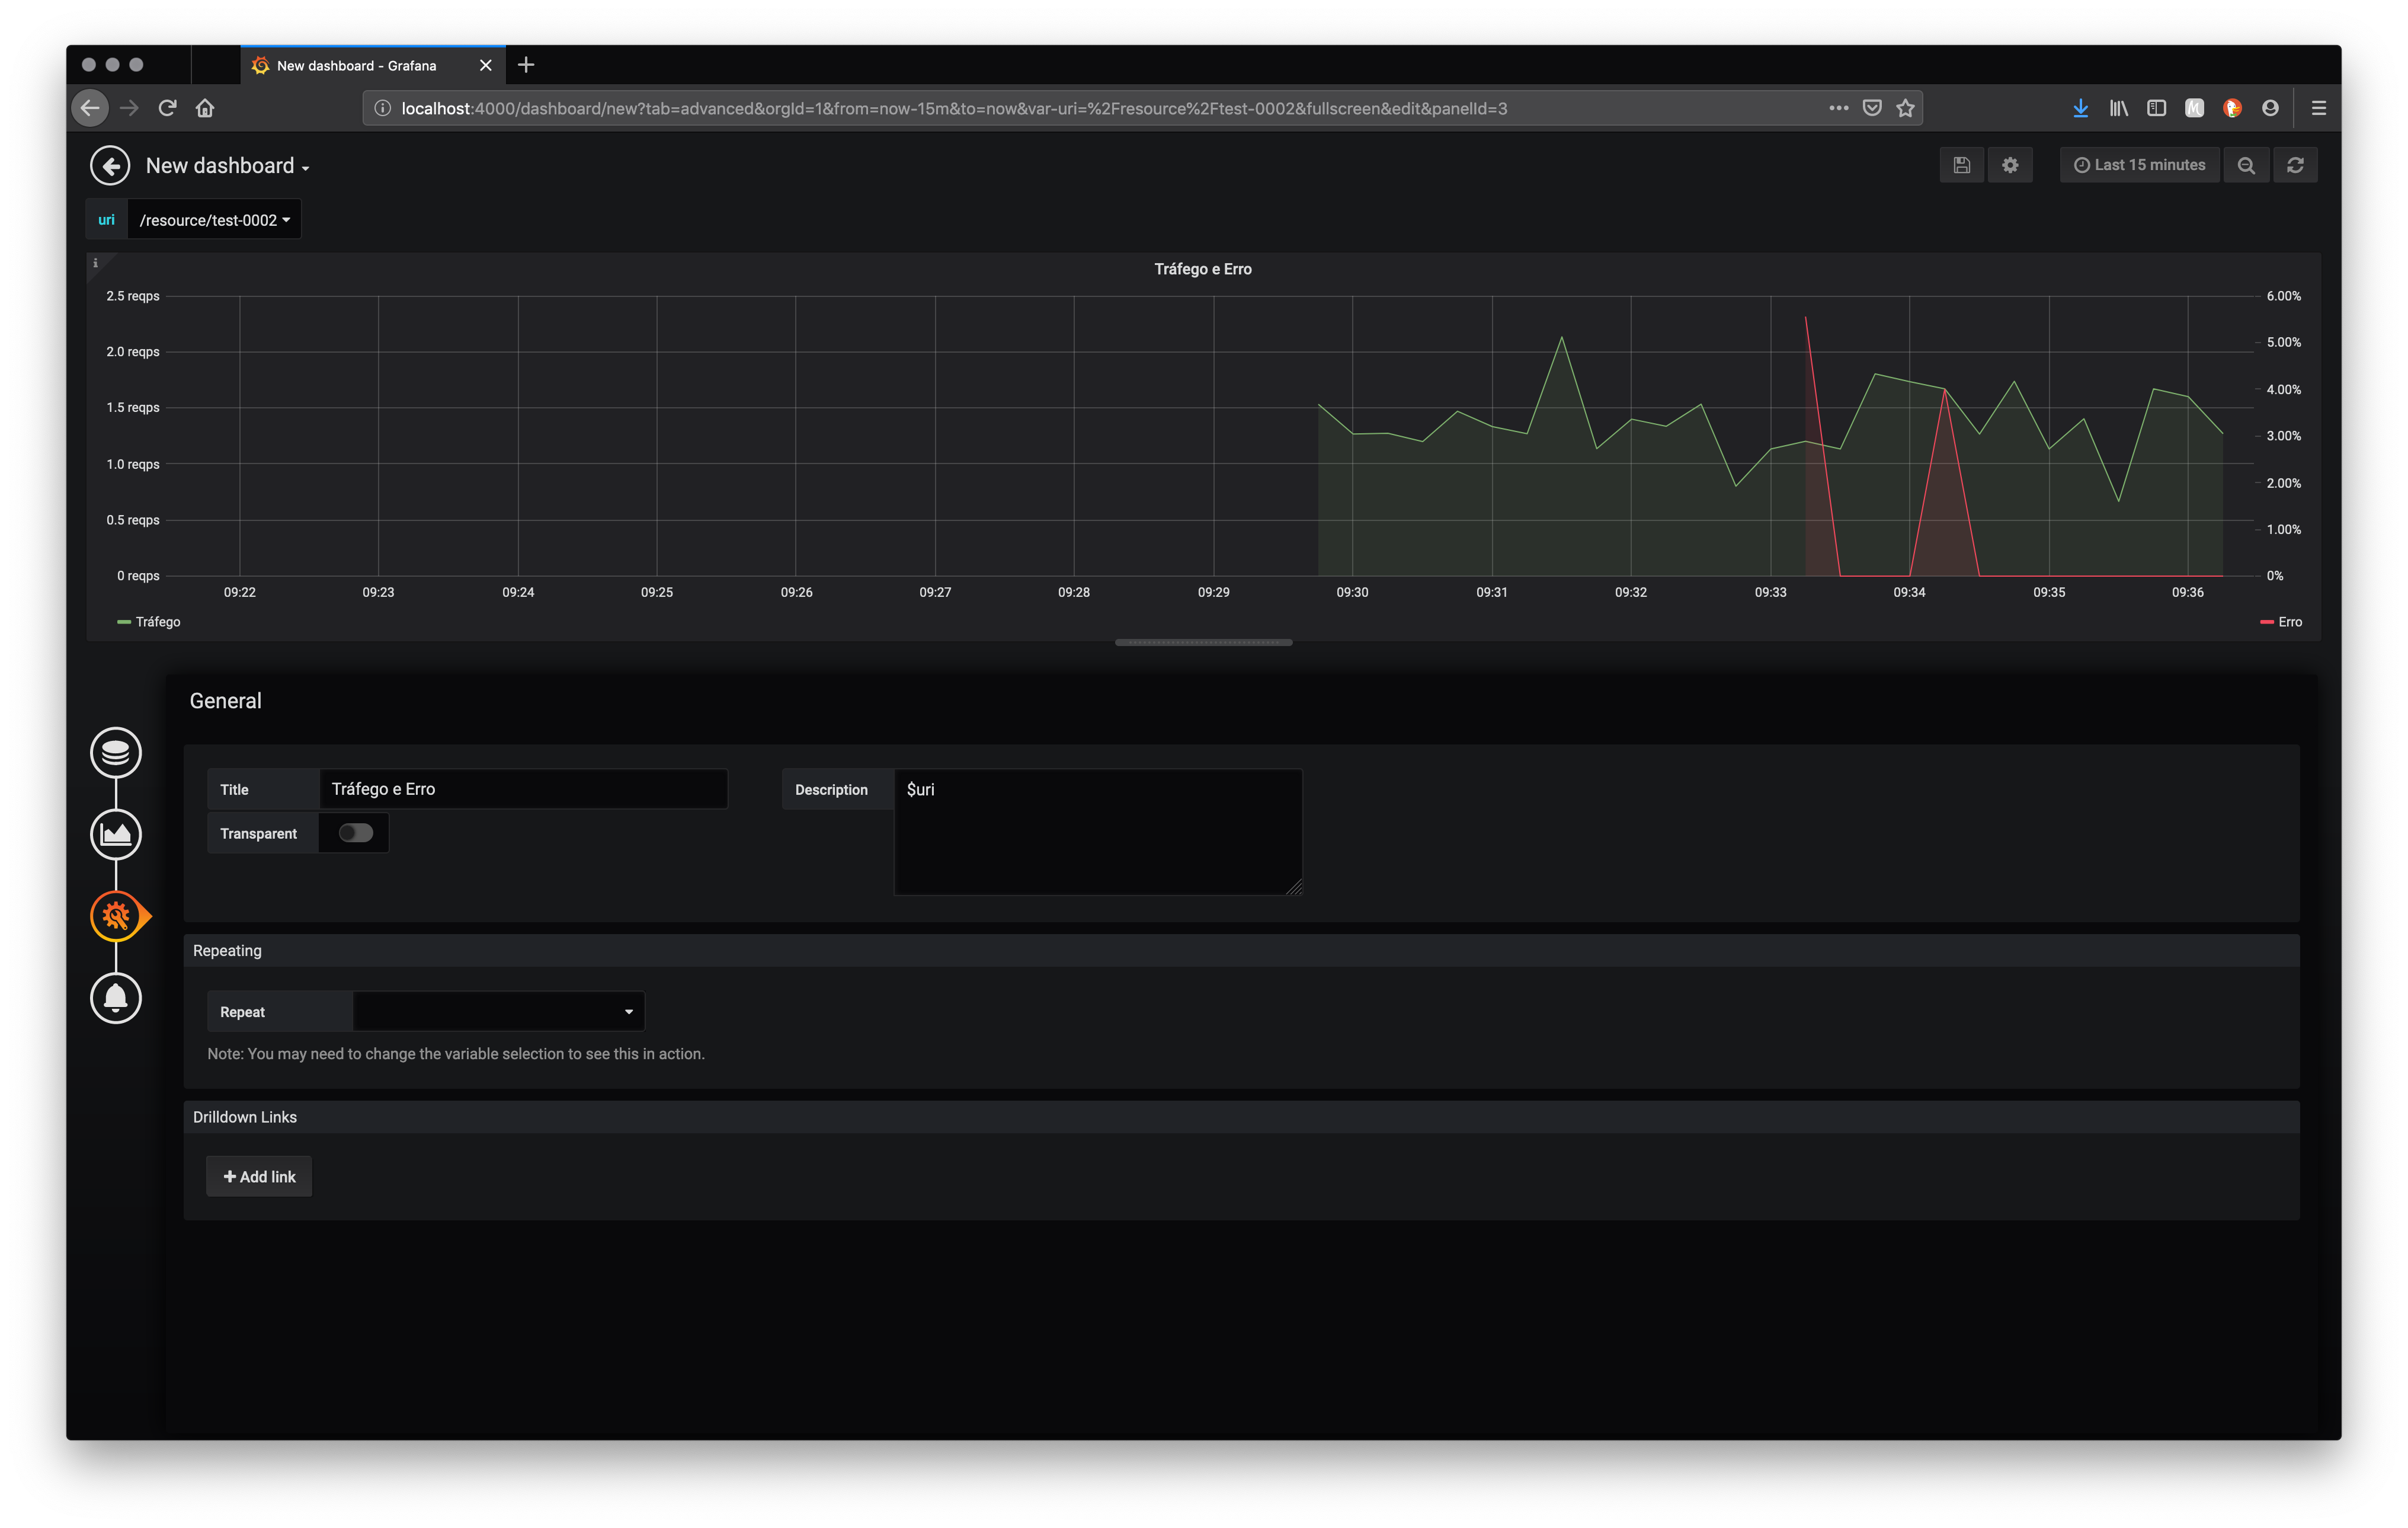 New dashboard - Grafana
localhost:4000/dashboard/new?tab=advanced&orgId=1&from=now-15m&to=now&var-uri=%2Fresource%2Ftest-0002&fullscreen&edit&panelId=3
New dashboard
Last 15 minutes
uri /resource/test-0002
Tráfego e Erro
2.5 reqps 6.00%
2.0 reqps 5.00%
1.5 reqps 4.00%
1.0 reqps 3.00%
0.5 reqps 2.00%
0 reqps 1.00%
0%
09:22 09:23 09:24 09:25 09:26 09:27 09:28 09:29 09:30 09:31 09:32 09:33 09:34 09:35 09:36
Tráfego Erro
General
Title Tráfego e Erro Description $uri
Transparent
Repeating
Repeat
Note: You may need to change the variable selection to see this in action.
Drilldown Links
+ Add link